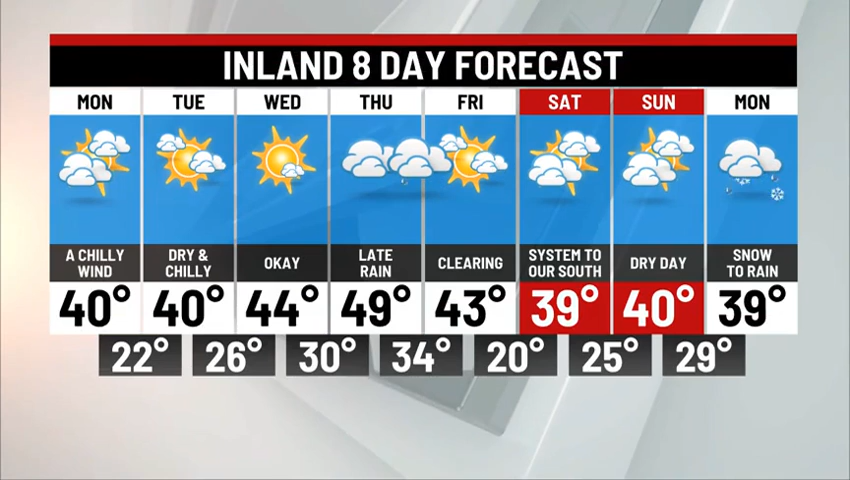 INLAND 8 DAY FORECAST
MON TUE WED THU FRI SAT SUN MON
A CHILLY WIND
DRY & CHILLY
OKAY
LATE RAIN
CLEARING
SYSTEM TO OUR SOUTH
DRY DAY
SNOW TO RAIN
40° 40° 44° 49° 43° 39° 40° 39°
22° 26° 30° 34° 20° 25° 29°